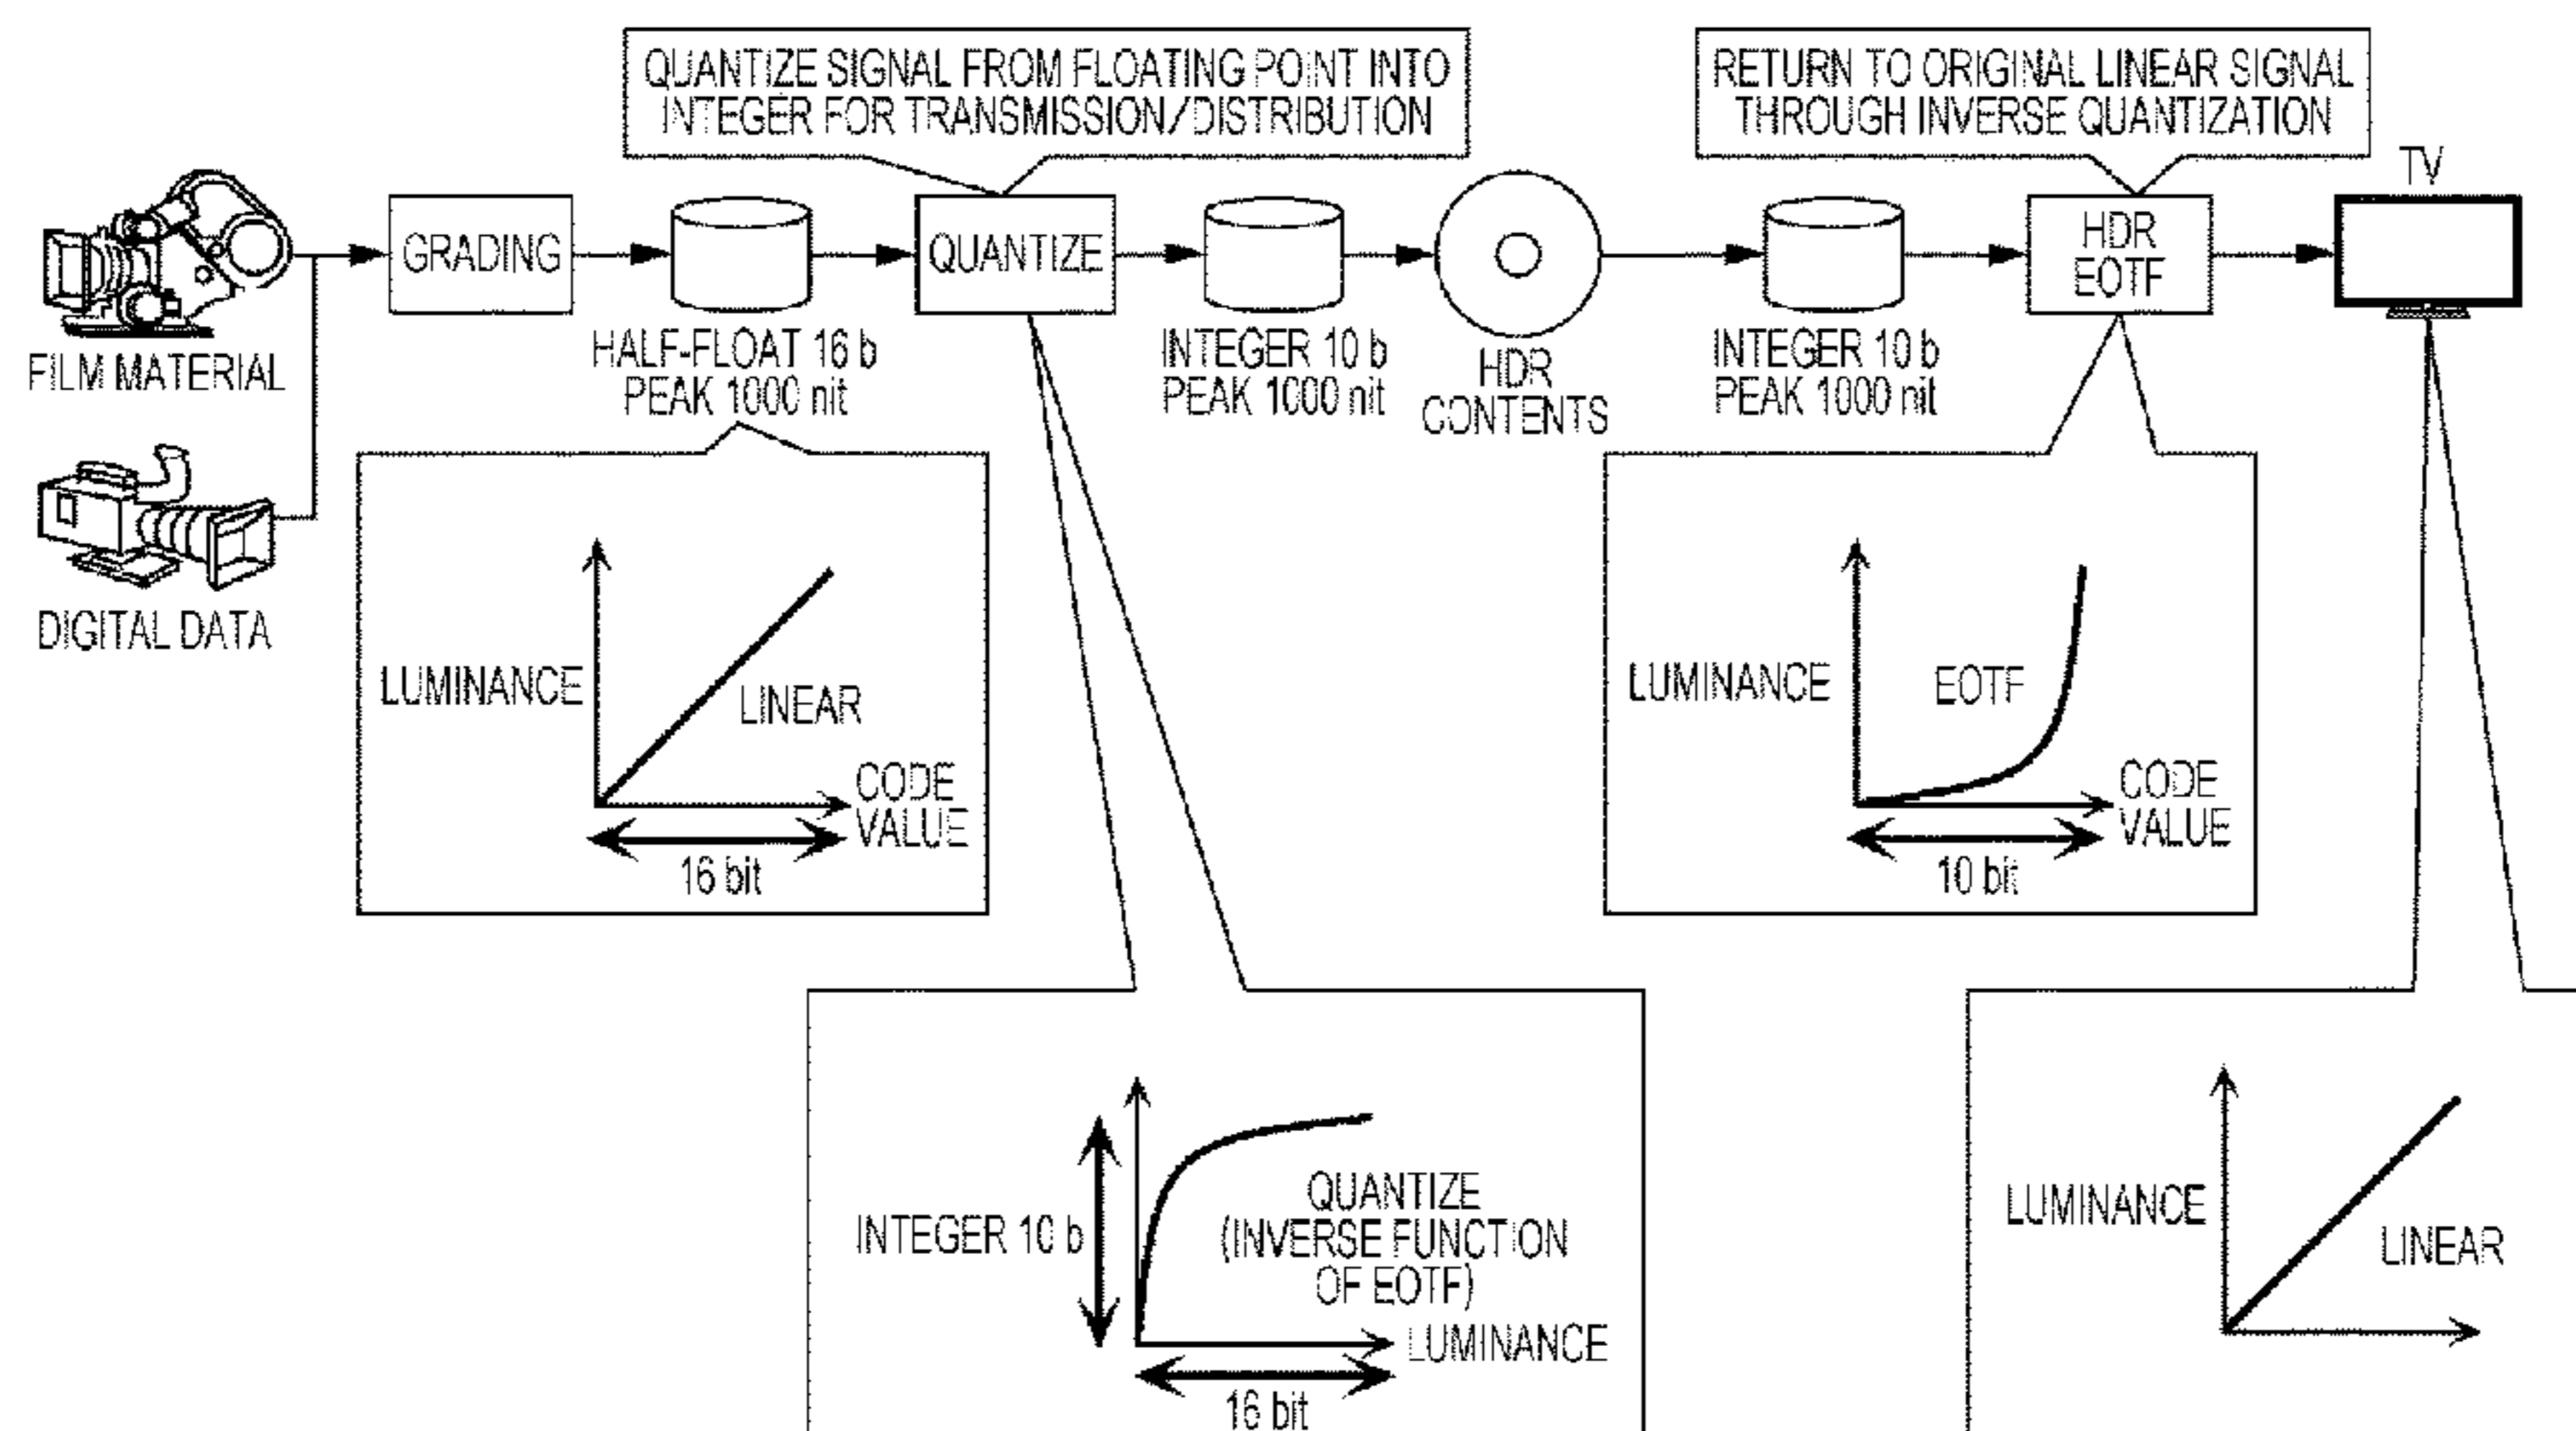 QUANTIZE SIGNAL FROM FLOATING POINT INTO
INTEGER FOR TRANSMISSION/DISTRIBUTION
RETURN TO ORIGINAL LINEAR SIGNAL
THROUGH INVERSE QUANTIZATION
TV
GRADING
QUANTIZE
HDR
EOTF
FILM MATERIAL
HALF-FLOAT 16 b
PEAK 1000 nit
INTEGER 10 b
PEAK 1000 nit
HDR
CONTENTS
INTEGER 10 b
PEAK 1000 nit
DIGITAL DATA
LUMINANCE
LINEAR
CODE
VALUE
16 bit
LUMINANCE
EOTF
CODE
VALUE
10 bit
INTEGER 10 b
QUANTIZE
(INVERSE FUNCTION
OF EOTF)
LUMINANCE
16 bit
LUMINANCE
LINEAR